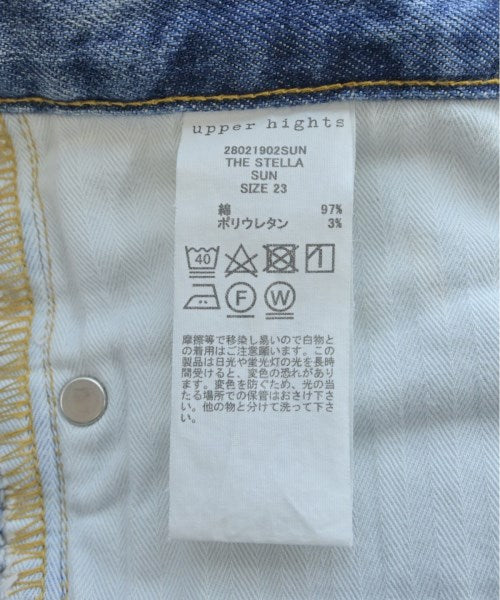 upper hights
28021902SUN
THE STELLA
SUN
SIZE 23
綿 97%
ポリウレタン 3%
40
F W
摩擦等で移染し易いので白物と
の着用はご注意願います。この
製品は日光や蛍光灯の光を長時
間受けると、変色の恐れがあり
ます。変色を防ぐため、光の当
たる場所での保管はおさけ下さ
い。他の物と分けて洗って下さ
い。